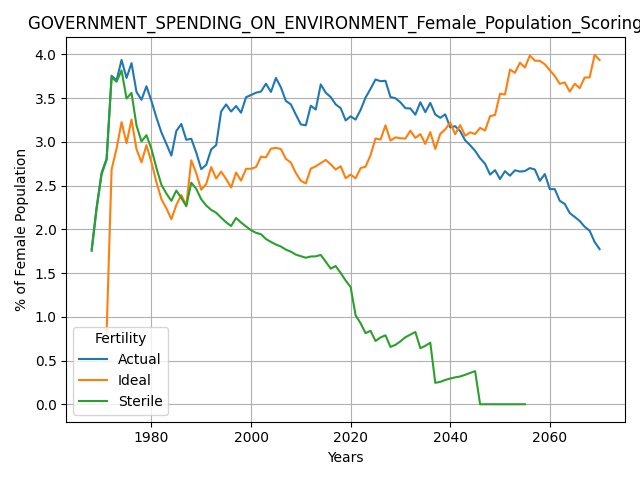 GOVERNMENT_SPENDING_ON_ENVIRONMENT_Female_Population_Scoring
4.0
3.5
3.0
2.5
2.0
1.5
1.0
0.5
0.0
% of Female Population
Fertility
Actual
Ideal
Sterile
1980
2000
2020
2040
2060
Years